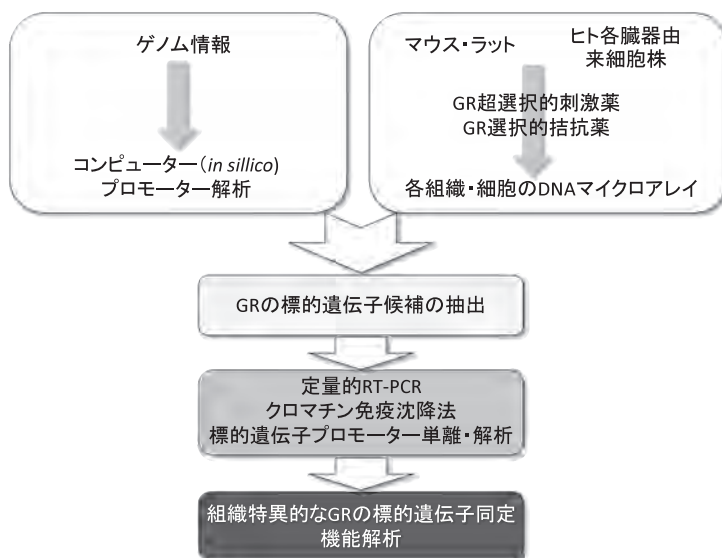 ゲノム情報
コンピューター(in sillico)
プロモーター解析
マウス・ラット
ヒト各臓器由
来細胞株
GR超選択的刺激薬
GR選択的拮抗薬
各組織・細胞のDNAマイクロアレイ
GRの標的遺伝子候補の抽出
定量的RT-PCR
クロマチン免疫沈降法
標的遺伝子プロモーター単離・解析
組織特異的なGRの標的遺伝子同定
機能解析